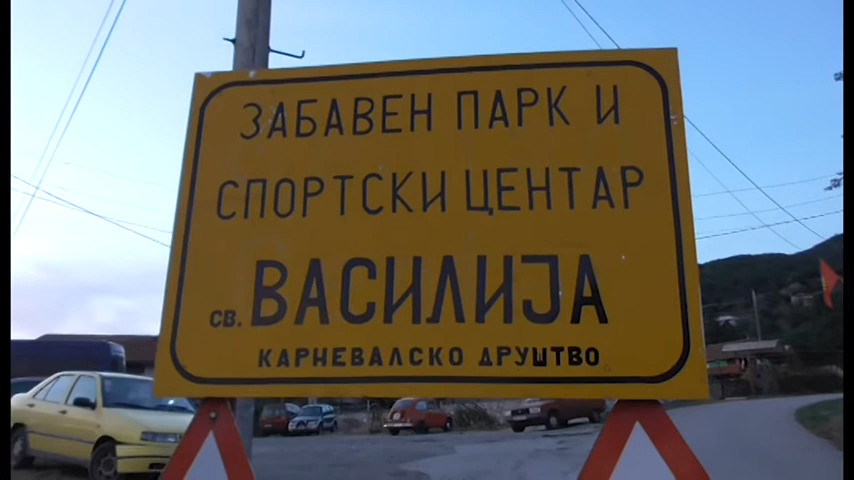 ЗАБАВЕН ПАРК И
СПОРТСКИ ЦЕНТАР
св. ВАСИЛИЈА
КАРНЕВАЛСКО ДРУШТВО